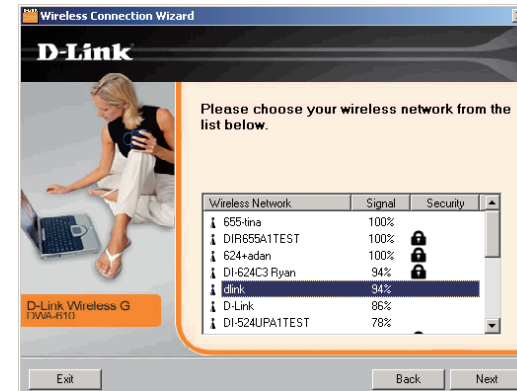 Wireless Connection Wizard
D-Link
Please choose your wireless network from the
list below.
Wireless Network Signal Security
655-tina 100%
DIR655A1TEST 100%
624+adan 100%
DI-624C3 Ryan 94%
dlink 94%
D-Link 86%
DI-524UPA1TEST 78%
D-Link Wireless G
DWA-610
Exit Back Next